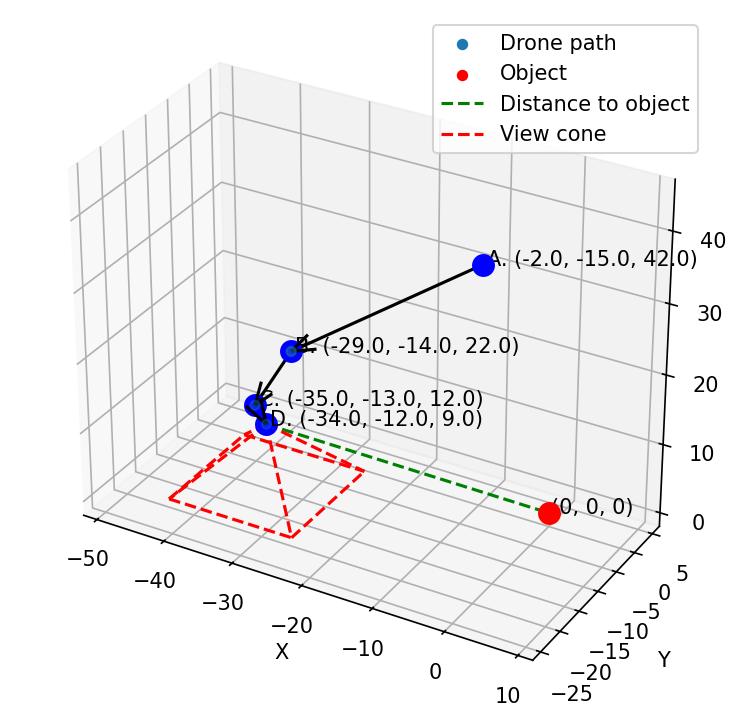 Drone path
Object
Distance to object
View cone
A. (-2.0, -15.0, 42.0)
B. (-29.0, -14.0, 22.0)
C. (-35.0, -13.0, 12.0)
D. (-34.0, -12.0, 9.0)
(0, 0, 0)
40
30
20
10
0
−50
−40
−30
−20
−10
0
10
X
5
0
−5
−10
−15
−20
−25
Y